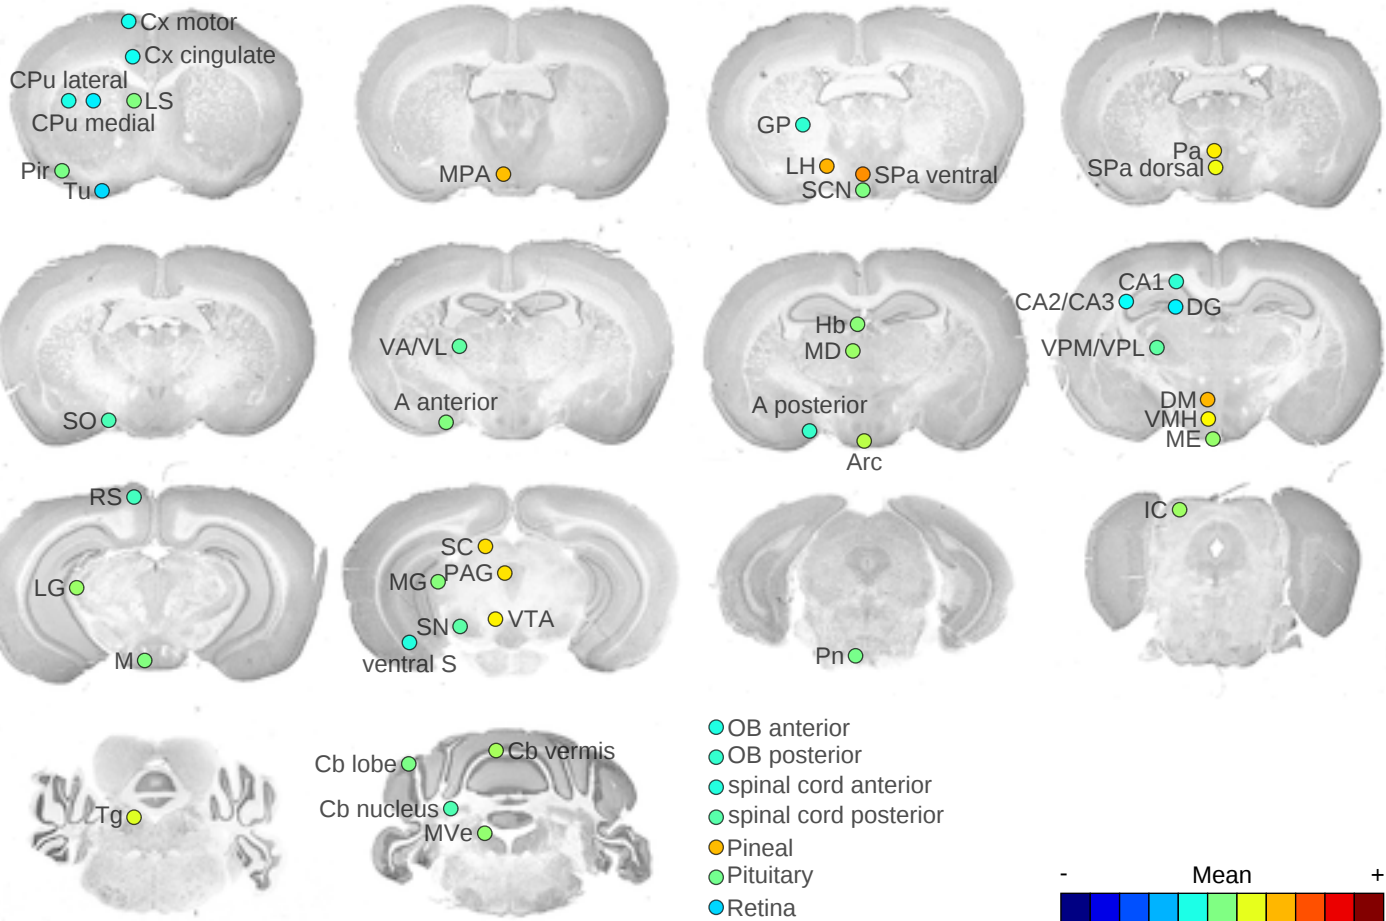 Cx motor
Cx cingulate
CPu lateral
LS
CPu medial
Pir
Tu
MPA
GP
LH
SPa ventral
SCN
Pa
SPa dorsal
SO
VA/VL
A anterior
Hb
MD
A posterior
Arc
CA1
CA2/CA3
DG
VPM/VPL
DM
VMH
ME
RS
LG
M
SC
MG
PAG
SN
VTA
ventral S
Pn
IC
Tg
Cb lobe
Cb vermis
Cb nucleus
MVe
OB anterior
OB posterior
spinal cord anterior
spinal cord posterior
Pineal
Pituitary
Retina
- Mean +